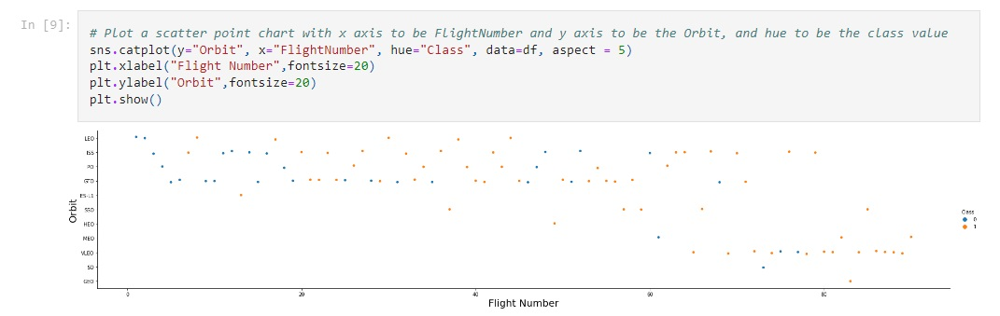 In [9]:
# Plot a scatter point chart with x axis to be FlightNumber and y axis to be the Orbit, and hue to be the class value
sns.catplot(y="Orbit", x="FlightNumber", hue="Class", data=df, aspect = 5)
plt.xlabel("Flight Number",fontsize=20)
plt.ylabel("Orbit",fontsize=20)
plt.show()
LEO
ISS
PO
GTO
ES-L1
SSO
HEO
MEO
VLEO
SO
GEO
Orbit
0 20 40 60 80
Flight Number
Class
0
1